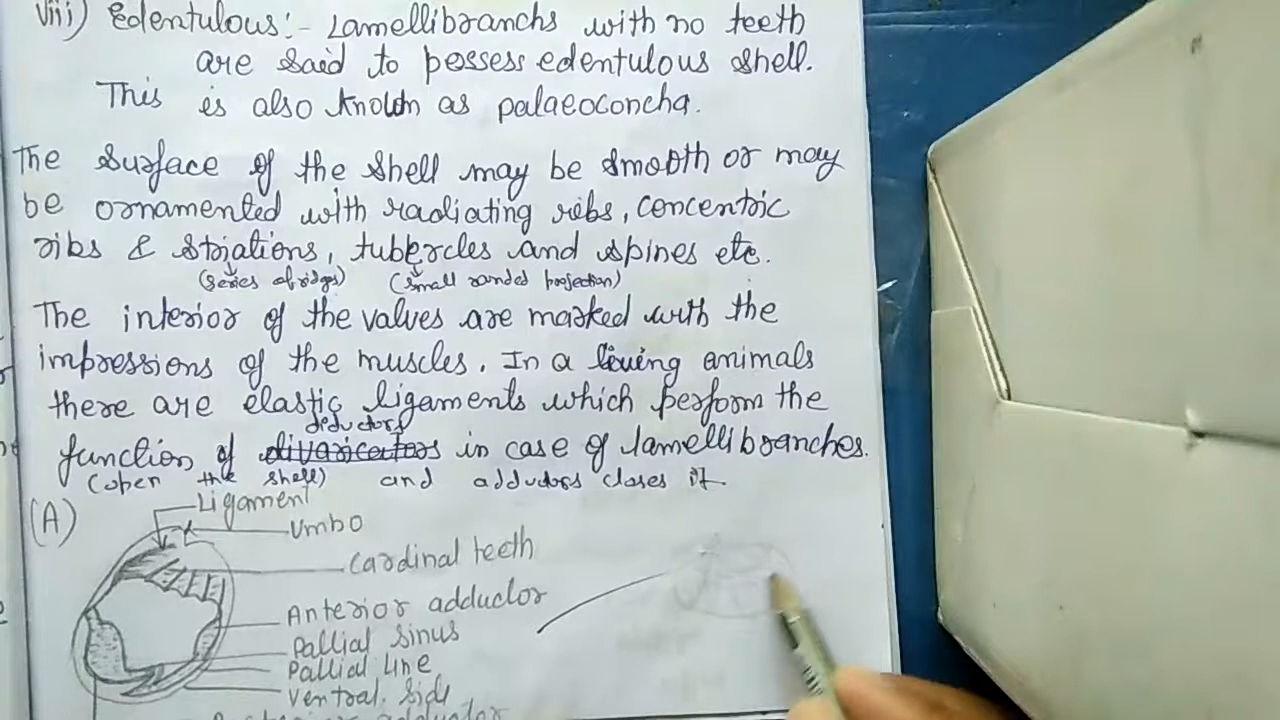 viii) Edentulous:- Lamellibranchs with no teeth
are said to possess edentulous shell.
This is also known as palaeoconcha.
The surface of the shell may be smooth or may
be ornamented with radiating ribs, concentric
ribs & striations, tubercles and spines etc.
(series of ridges) (small rounded projection)
The interior of the valves are marked with the
impressions of the muscles. In a living animals
there are elastic ligaments which perform the
deductors
function of divaricators in case of lamellibranches.
(open the shell) and adductors closes it
(A)
Ligament
Umbo
Cardinal teeth
Anterior adductor
Pallial sinus
Pallial line
Ventral side
adductor